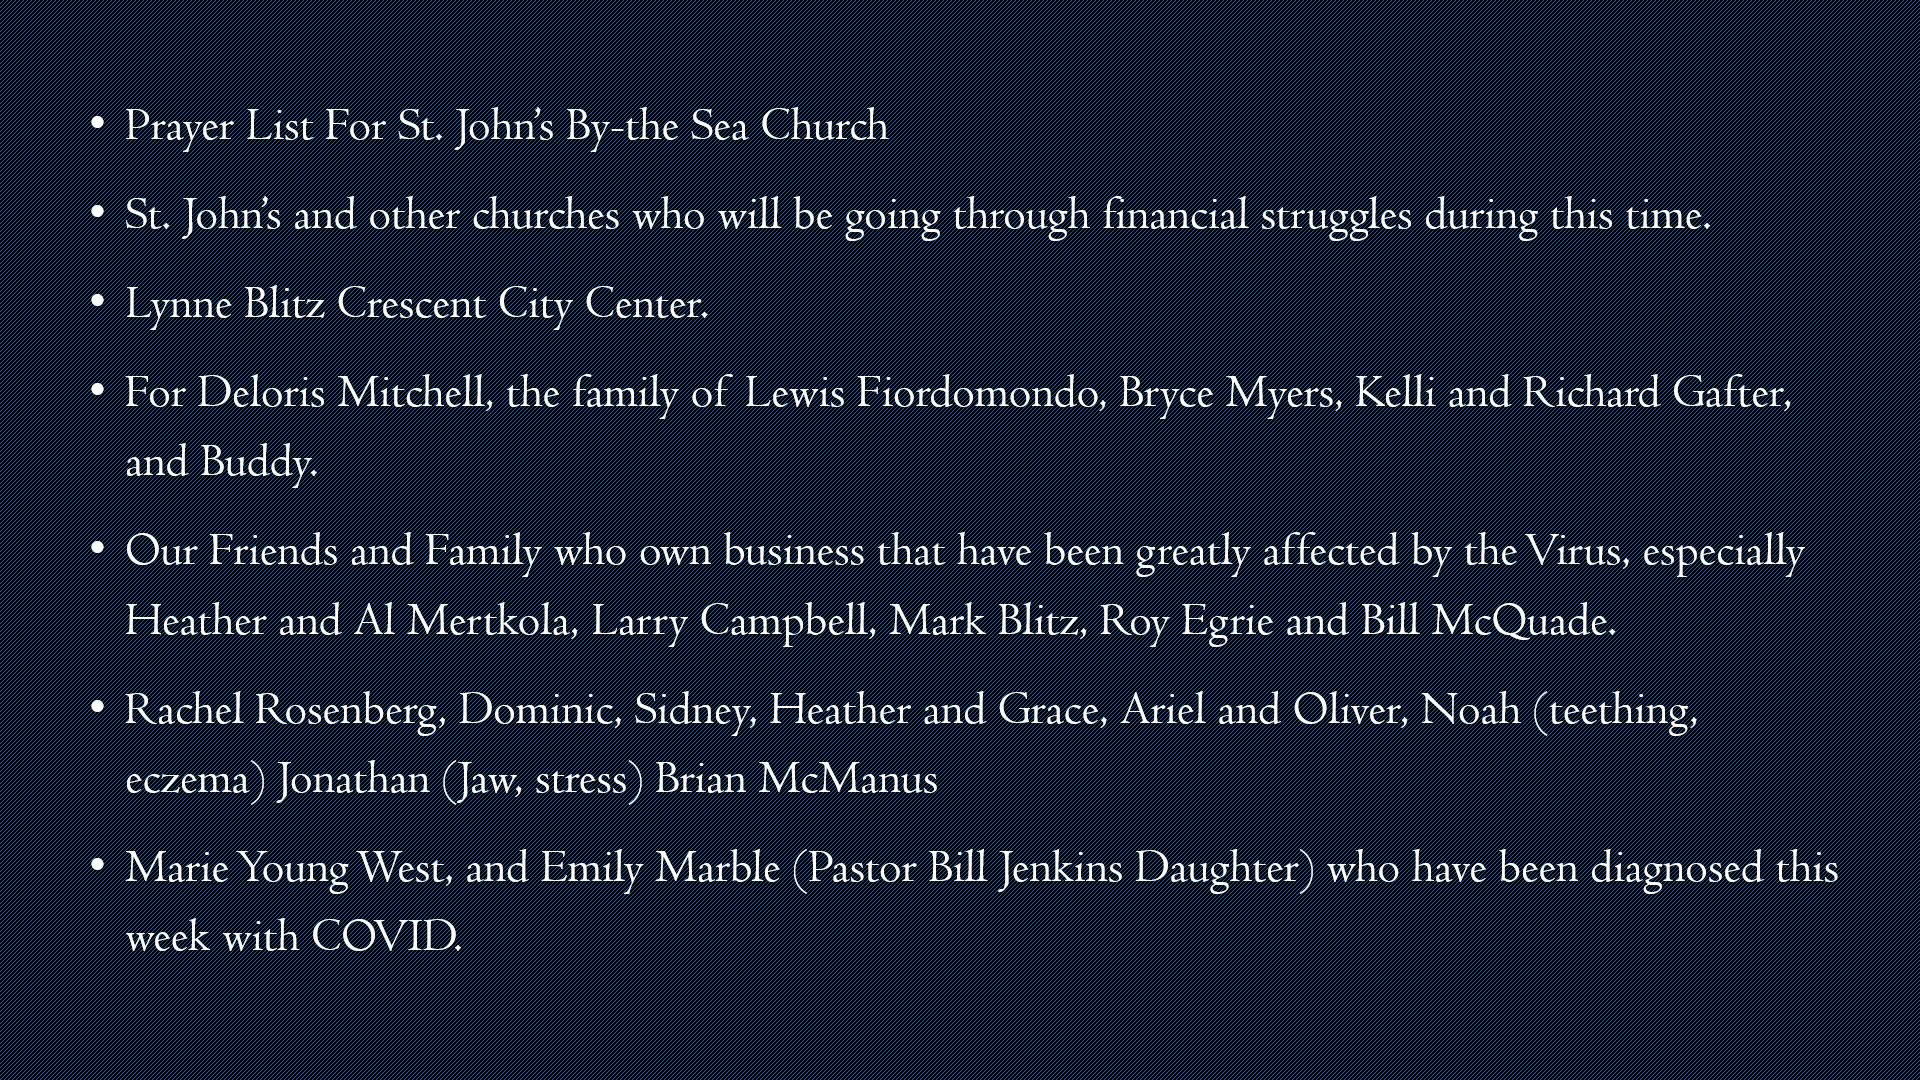 • Prayer List For St. John’s By-the Sea Church
• St. John’s and other churches who will be going through financial struggles during this time.
• Lynne Blitz Crescent City Center.
• For Deloris Mitchell, the family of Lewis Fiordomondo, Bryce Myers, Kelli and Richard Gafter,
and Buddy.
• Our Friends and Family who own business that have been greatly affected by the Virus, especially
Heather and Al Mertkola, Larry Campbell, Mark Blitz, Roy Egrie and Bill McQuade.
• Rachel Rosenberg, Dominic, Sidney, Heather and Grace, Ariel and Oliver, Noah (teething,
eczema) Jonathan (Jaw, stress) Brian McManus
• Marie Young West, and Emily Marble (Pastor Bill Jenkins Daughter) who have been diagnosed this
week with COVID.